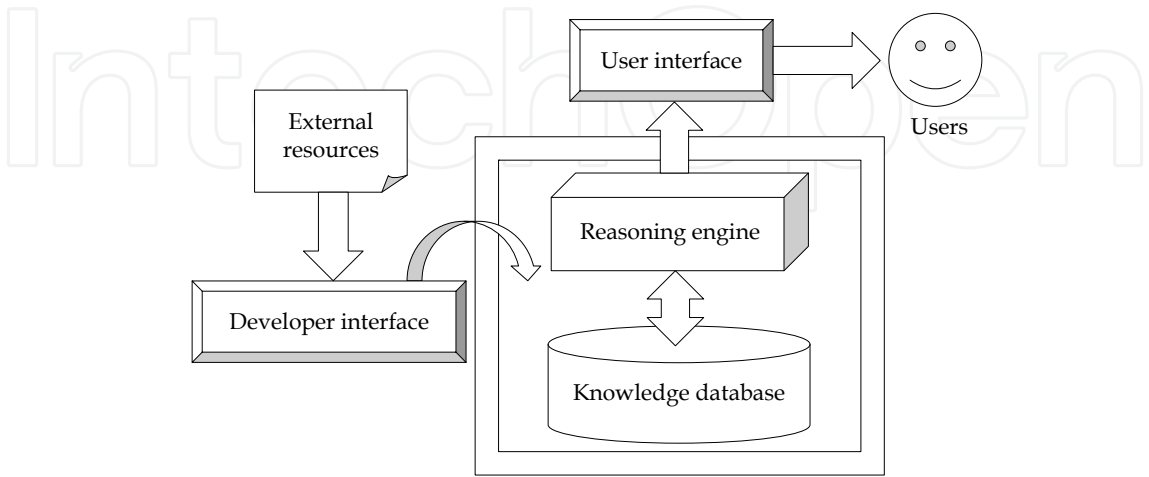 IntechOpen
User interface
Users
External
resources
Reasoning engine
Developer interface
Knowledge database